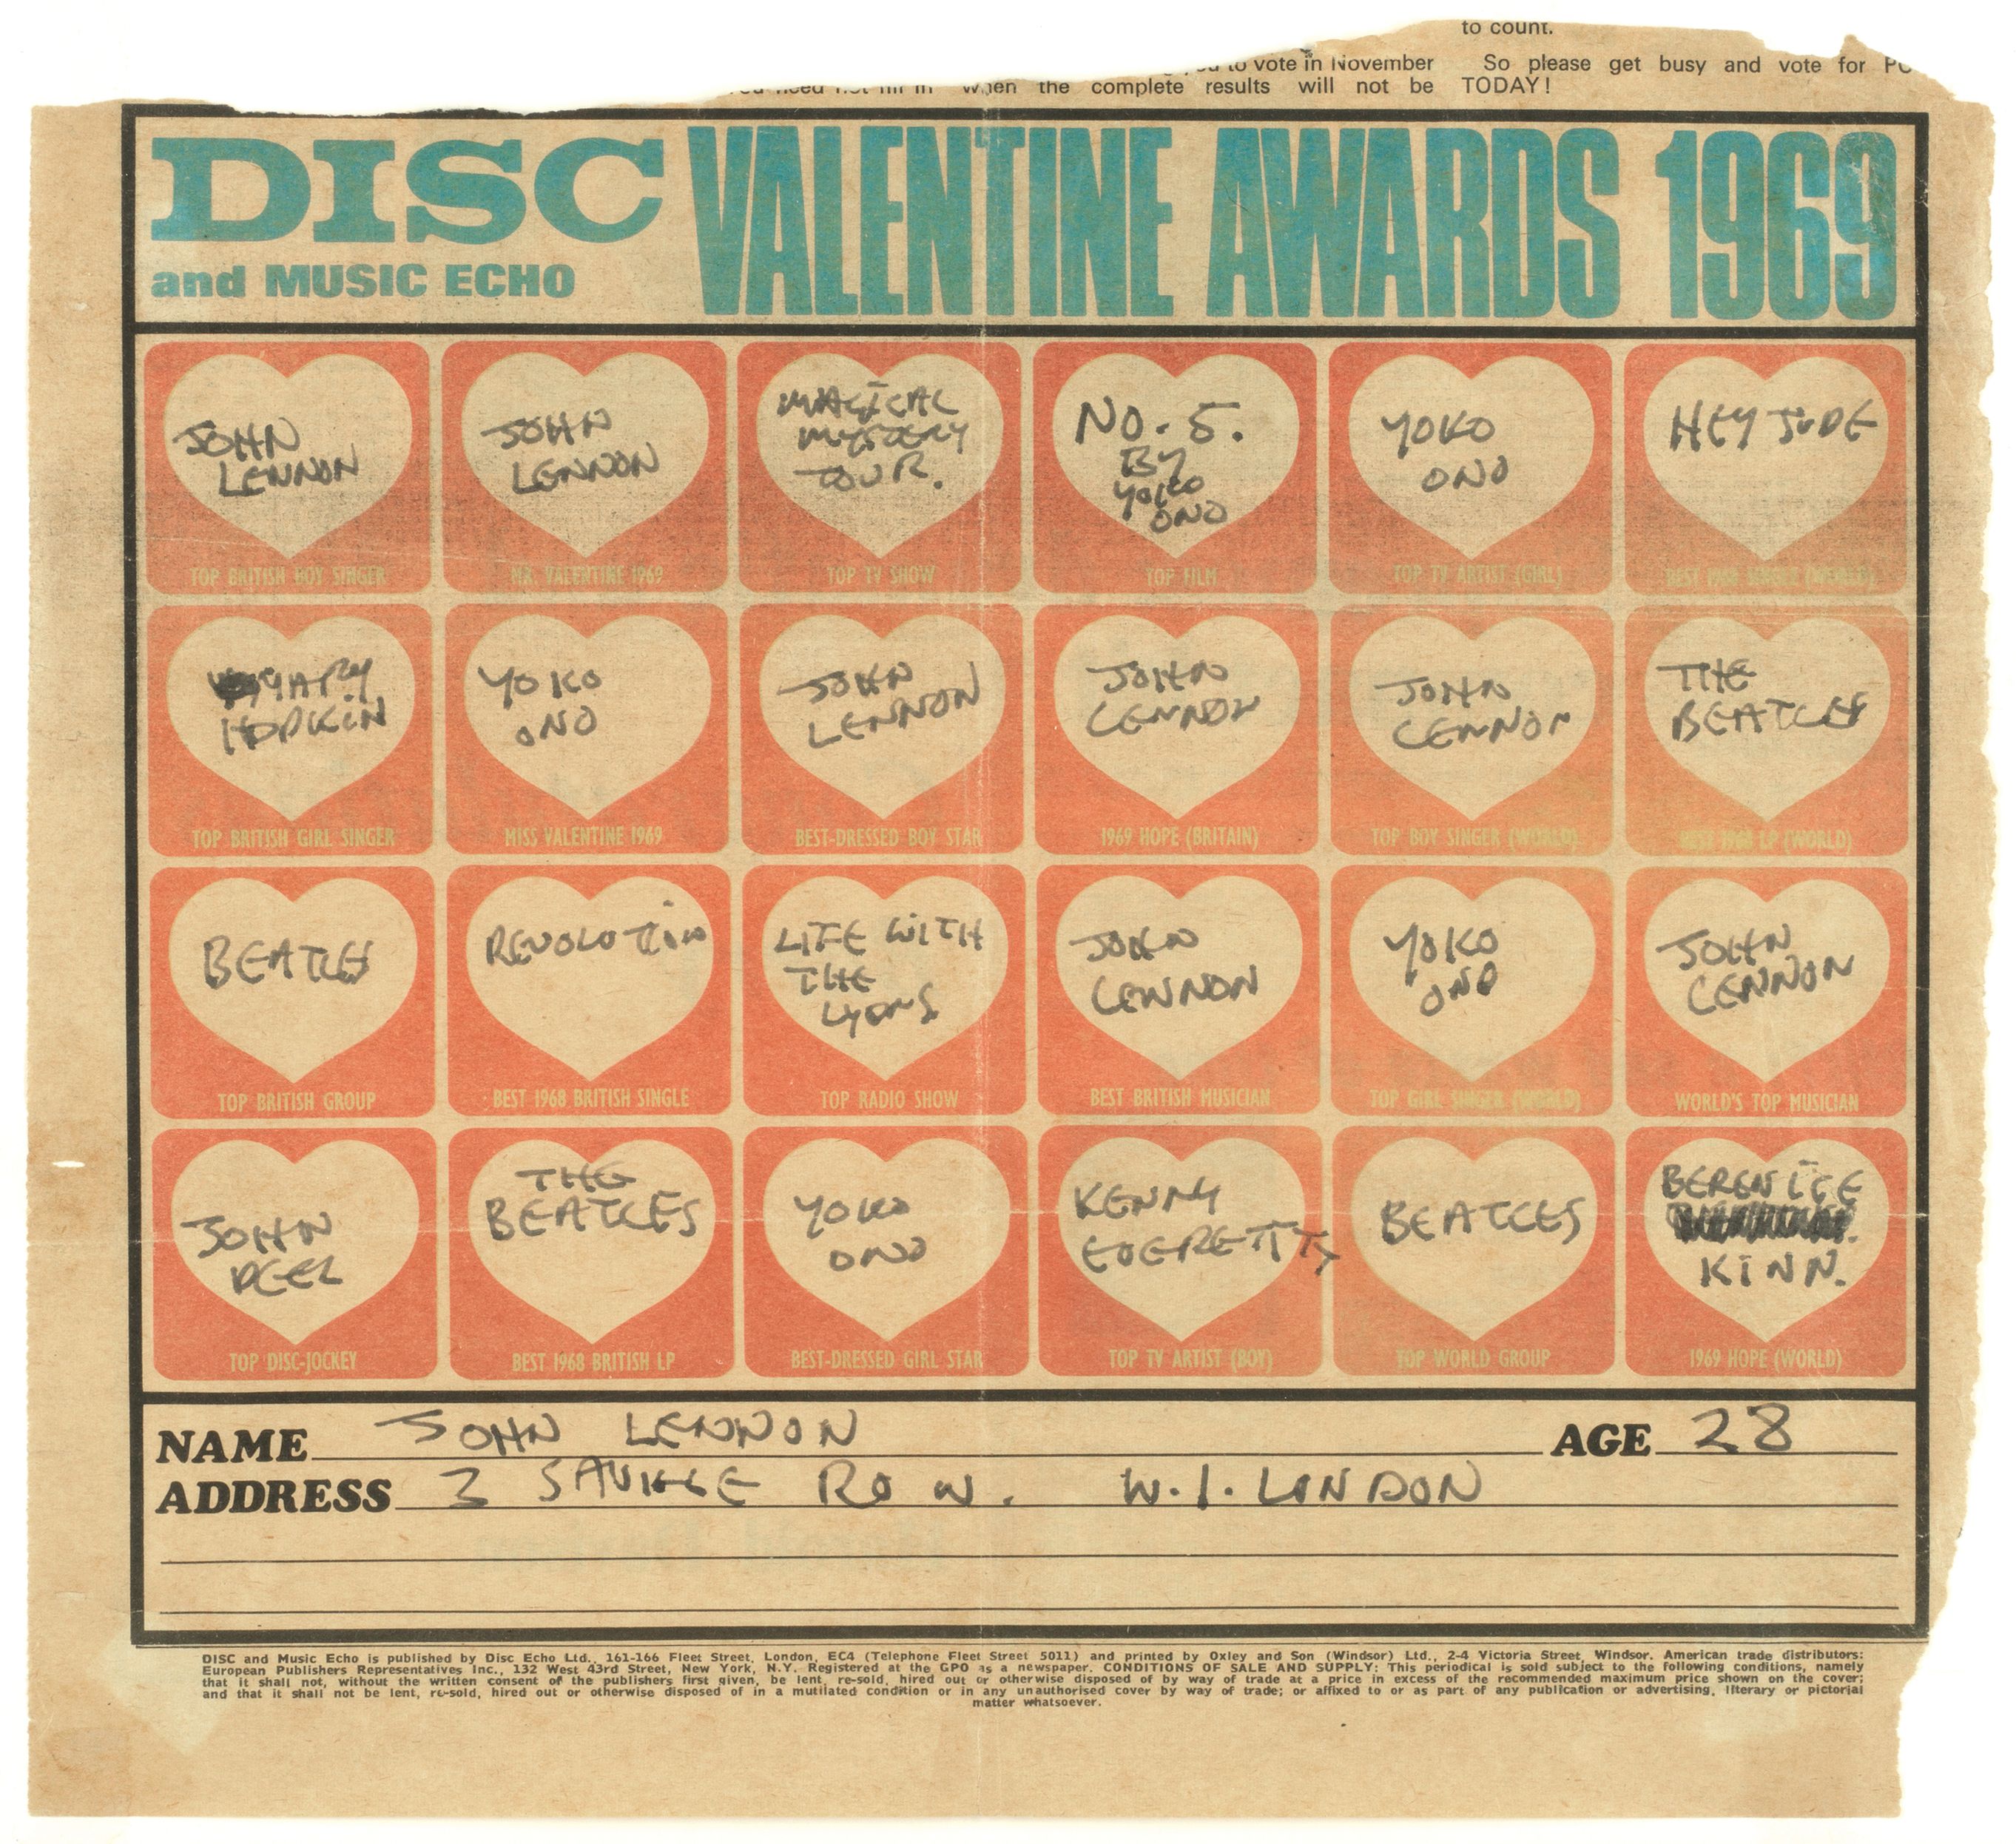 to count.
to vote in November So please get busy and vote for
when the complete results will not be TODAY!
DISC VALENTINE AWARDS 1969
and MUSIC ECHO
JOHN
LENNON
TOP BRITISH BOY SINGER
JOHN
LENNON
MR. VALENTINE 1969
MAGICAL
MYSTERY
TOUR.
TOP TV SHOW
NO. 5.
BY
YOKO
ONO
TOP FILM
YOKO
ONO
TOP TV ARTIST (GIRL)
HEY JUDE
BEST 1968 SINGLE (WORLD)
MARY
HOPKIN
TOP BRITISH GIRL SINGER
YOKO
ONO
MISS VALENTINE 1969
JOHN
LENNON
BEST-DRESSED BOY STAR
JOHN
LENNON
1969 HOPE (BRITAIN)
JOHN
LENNON
TOP BOY SINGER (WORLD)
THE
BEATLES
BEST 1968 LP (WORLD)
BEATLES
TOP BRITISH GROUP
REVOLUTION
BEST 1968 BRITISH SINGLE
LIFE WITH
THE
LYONS
TOP RADIO SHOW
JOHN
LENNON
BEST BRITISH MUSICIAN
YOKO
ONO
TOP GIRL SINGER (WORLD)
JOHN
LENNON
WORLD'S TOP MUSICIAN
JOHN
PEEL
TOP DISC-JOCKEY
THE
BEATLES
BEST 1968 BRITISH LP
YOKO
ONO
BEST-DRESSED GIRL STAR
KENNY
EVERETT
TOP TV ARTIST (BOY)
BEATLES
TOP WORLD GROUP
BERENICE
KINN.
1969 HOPE (WORLD)
NAME JOHN LENNON AGE 28
ADDRESS 3 SAVILLE ROW. W.1. LONDON
DISC and Music Echo is published by Disc Echo Ltd., 161-166 Fleet Street, London, EC4 (Telephone Fleet Street 5011) and printed by Oxley and Son (Windsor) Ltd., 2-4 Victoria Street, Windsor. American trade distributors:
European Publishers Representatives Inc., 132 West 43rd Street, New York, N.Y. Registered at the GPO as a newspaper. CONDITIONS OF SALE AND SUPPLY: This periodical is sold subject to the following conditions, namely
that it shall not, without the written consent of the publishers first given, be lent, re-sold, hired out or otherwise disposed of by way of trade at a price in excess of the recommended maximum price shown on the cover;
and that it shall not be lent, re-sold, hired out or otherwise disposed of in a mutilated condition or in any unauthorised cover by way of trade; or affixed to or as part of any publication or advertising, literary or pictorial
matter whatsoever.